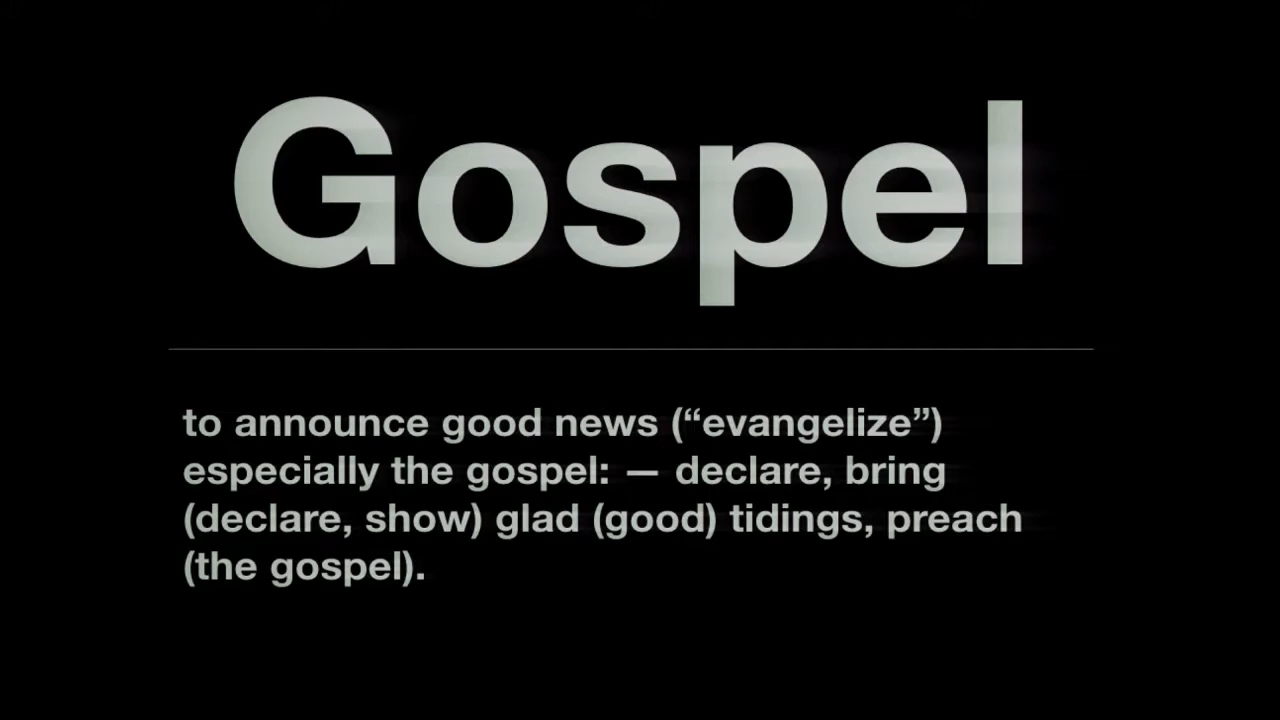 Gospel
to announce good news (“evangelize”)
especially the gospel: — declare, bring
(declare, show) glad (good) tidings, preach
(the gospel).